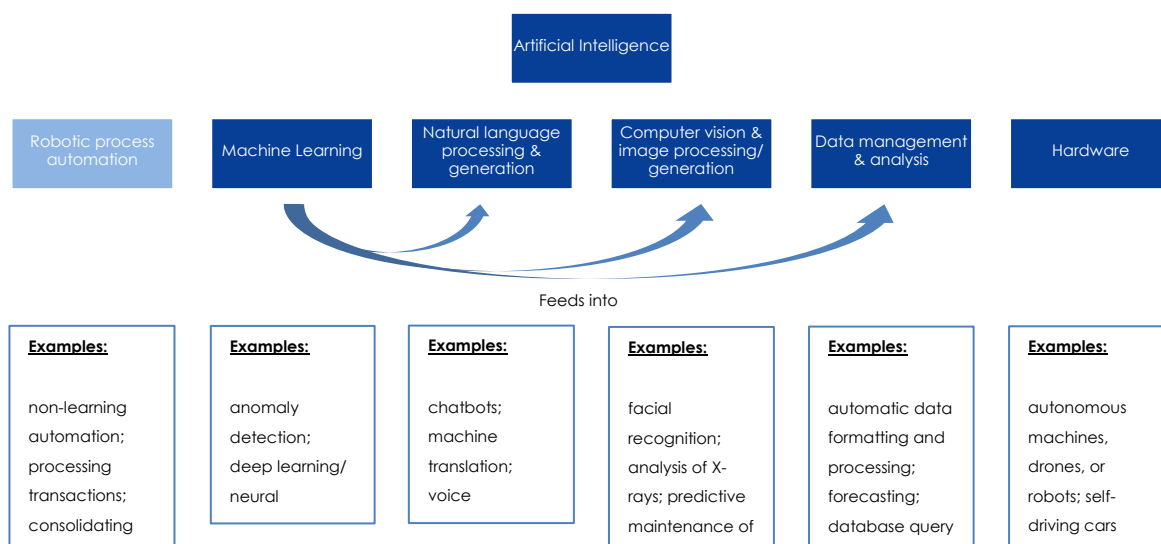 Artificial Intelligence
Robotic process
automation
Machine Learning
Natural language
processing &
generation
Computer vision &
image processing/
generation
Data management
& analysis
Hardware
Feeds into
Examples:
non-learning
automation;
processing
transactions;
consolidating
Examples:
anomaly
detection;
deep learning/
neural
Examples:
chatbots;
machine
translation;
voice
Examples:
facial
recognition;
analysis of X-
rays; predictive
maintenance of
Examples:
automatic data
formatting and
processing;
forecasting;
database query
Examples:
autonomous
machines,
drones, or
robots; self-
driving cars